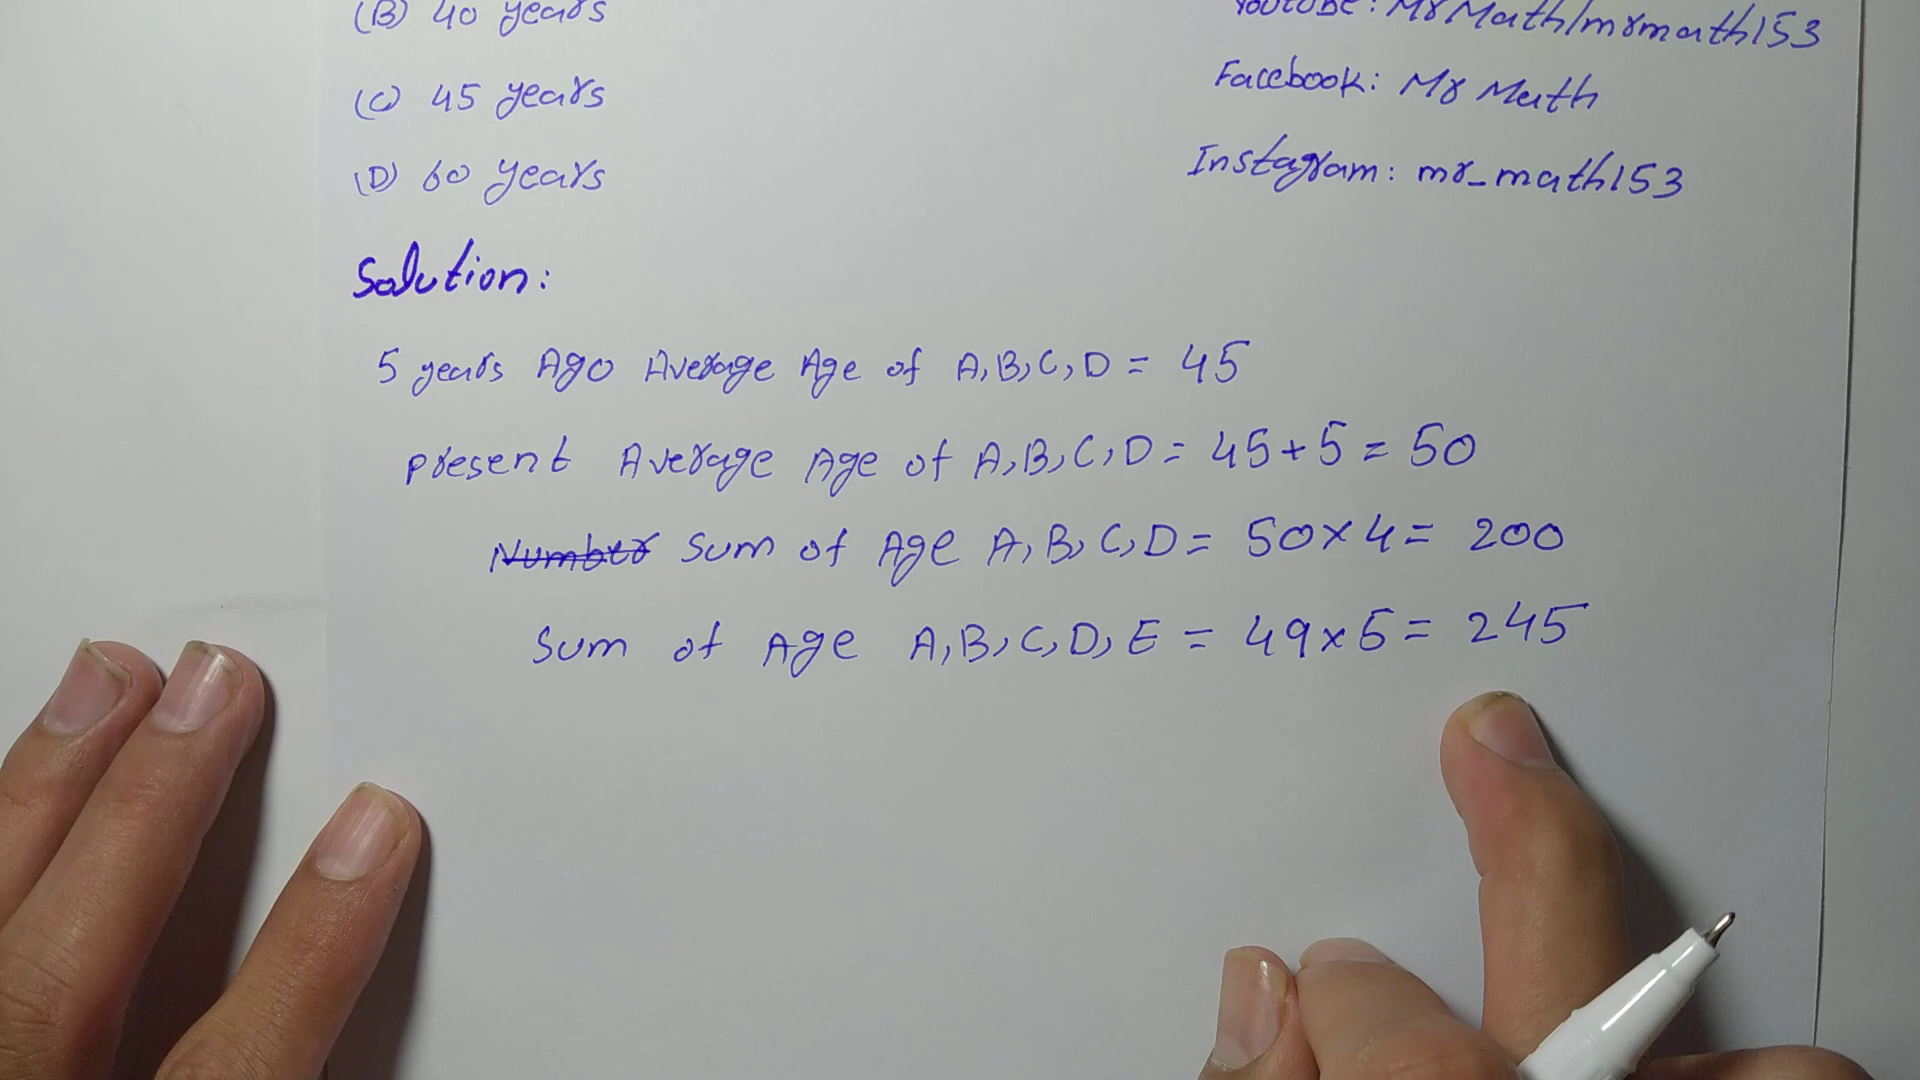 (B) 40 years
Youtube: Mr Math/mrmath153
(C) 45 years
Facebook: Mr Math
(D) 60 years
Instagram: mr_math153
Solution:
5 years Ago Average Age of A,B,C,D = 45
present Average Age of A,B,C,D = 45+5 = 50
Number Sum of Age A,B,C,D = 50×4 = 200
Sum of Age A,B,C,D,E = 49×5 = 245